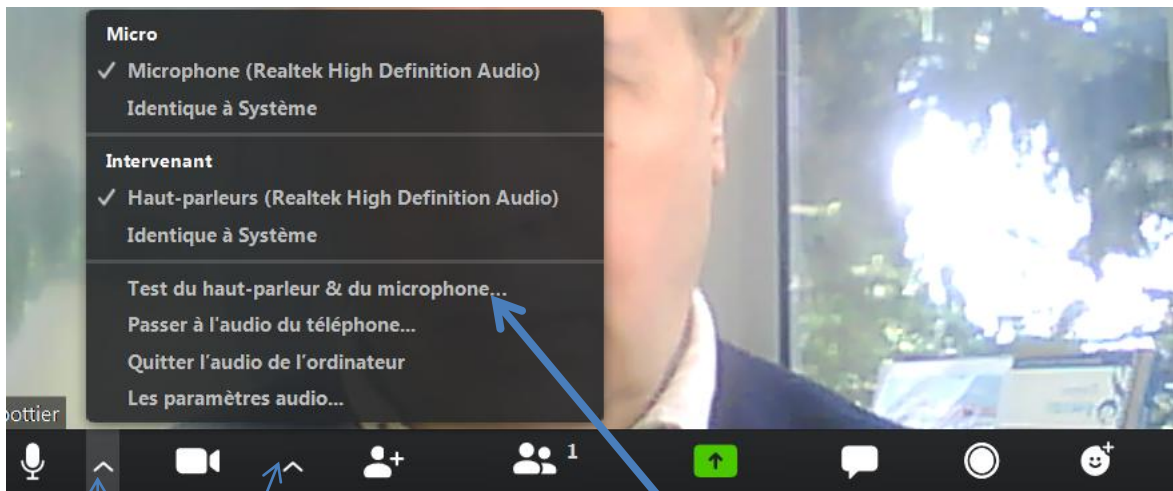 Micro
Microphone (Realtek High Definition Audio)
Identique à Système
Intervenant
Haut-parleurs (Realtek High Definition Audio)
Identique à Système
Test du haut-parleur & du microphone...
Passer à l'audio du téléphone...
Quitter l'audio de l'ordinateur
Les paramètres audio...
1